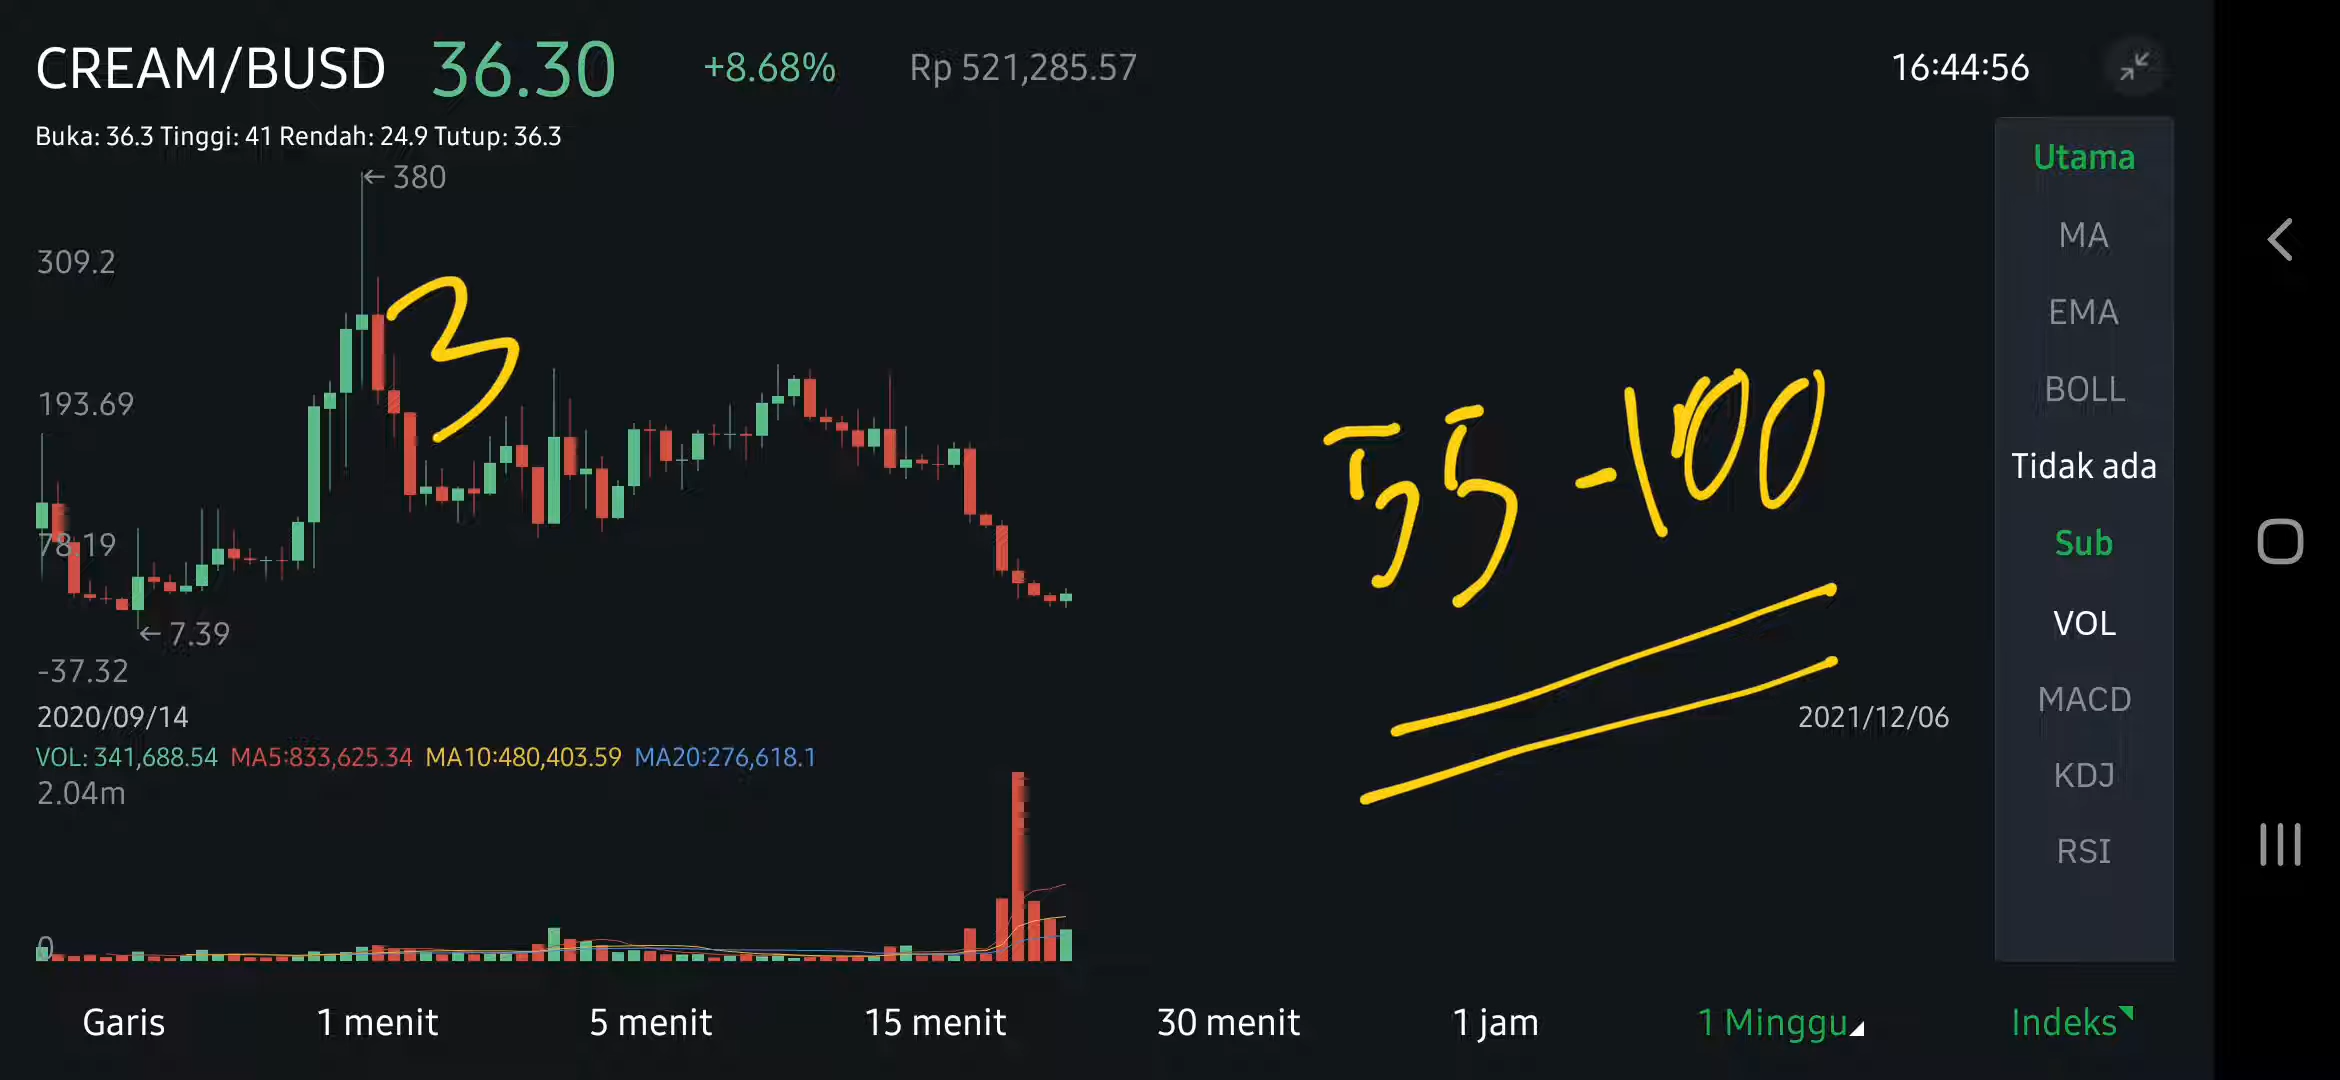 CREAM/BUSD 36.30 +8.68% Rp 521,285.57 16:44:56
Buka: 36.3 Tinggi: 41 Rendah: 24.9 Tutup: 36.3
←380
309.2
193.69
78.19
←7.39
-37.32
2020/09/14 2021/12/06
3
55-100
VOL: 341,688.54 MA5:833,625.34 MA10:480,403.59 MA20:276,618.1
2.04m
0
Utama
MA
EMA
BOLL
Tidak ada
Sub
VOL
MACD
KDJ
RSI
Garis 1 menit 5 menit 15 menit 30 menit 1 jam 1 Minggu Indeks